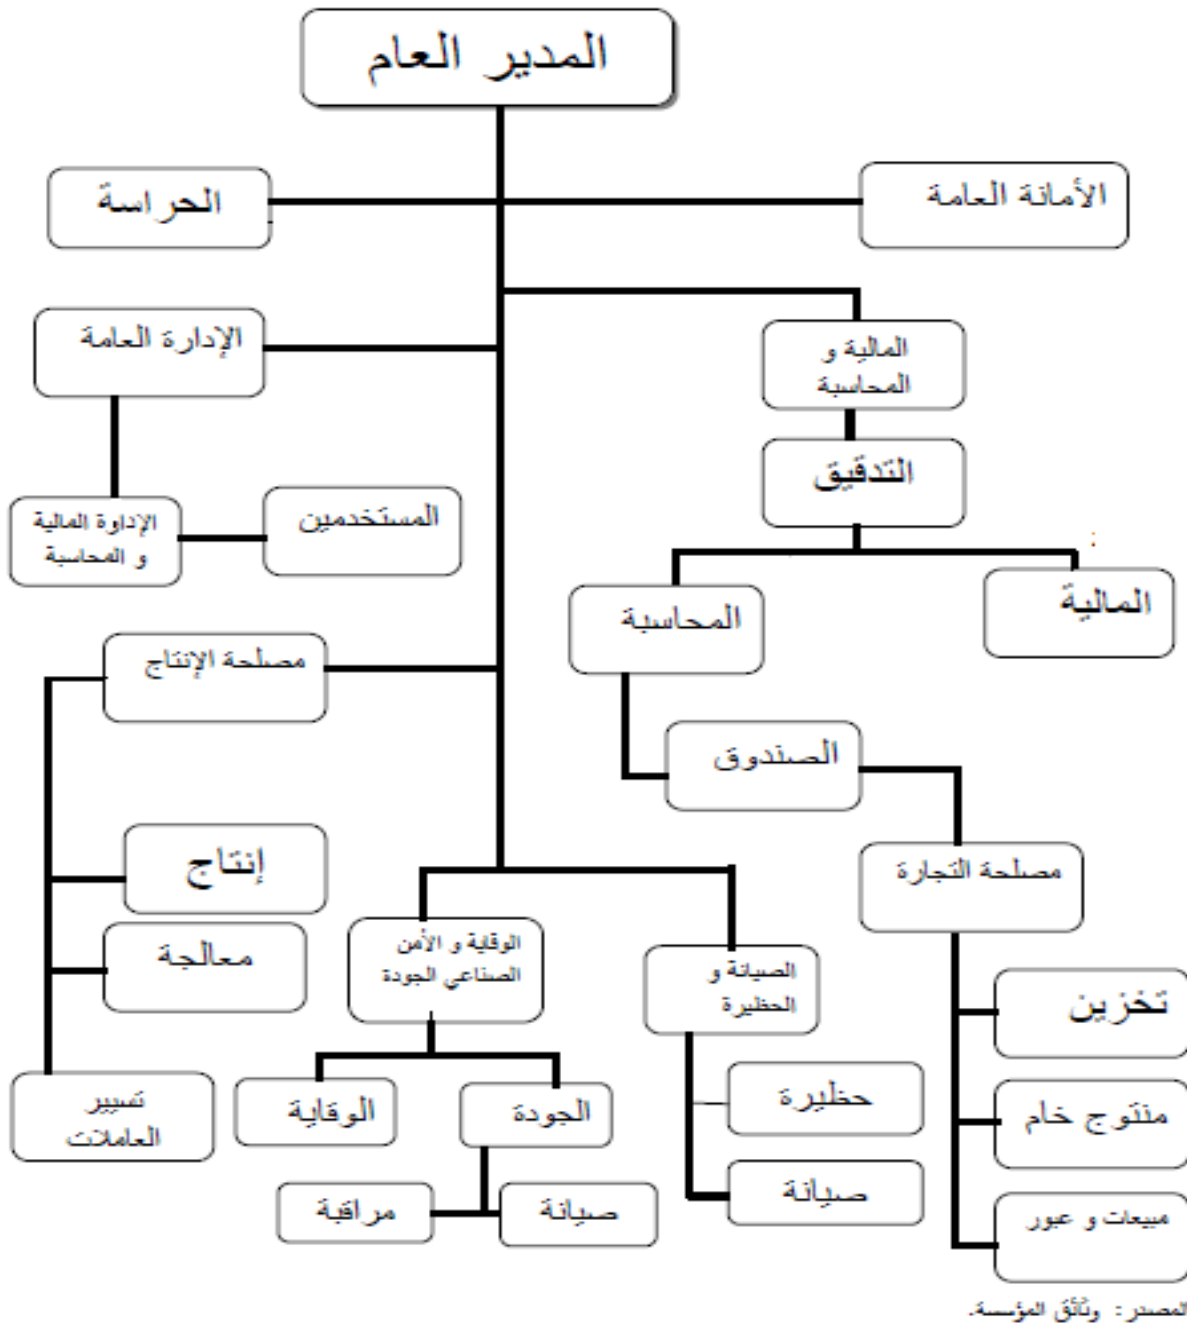 المدير العام
الأمانة العامة
الحراسة
المالية و
المحاسبة
الإدارة العامة
التدقيق
المستخدمين
الإداوة المالية
و المحاسبة
المالية
المحاسبة
مصلحة الإنتاج
الصندوق
مصلحة التجارة
إنتاج
معالجة
تسيير
العاملات
الوقاية و الأمن
الصناعي الجودة
الصيانة و
الحظيرة
تخزين
منتوج خام
مبيعات و عبور
حظيرة
صيانة
الجودة
الوقاية
صيانة
مراقبة
المصدر: وثائق المؤسسة.